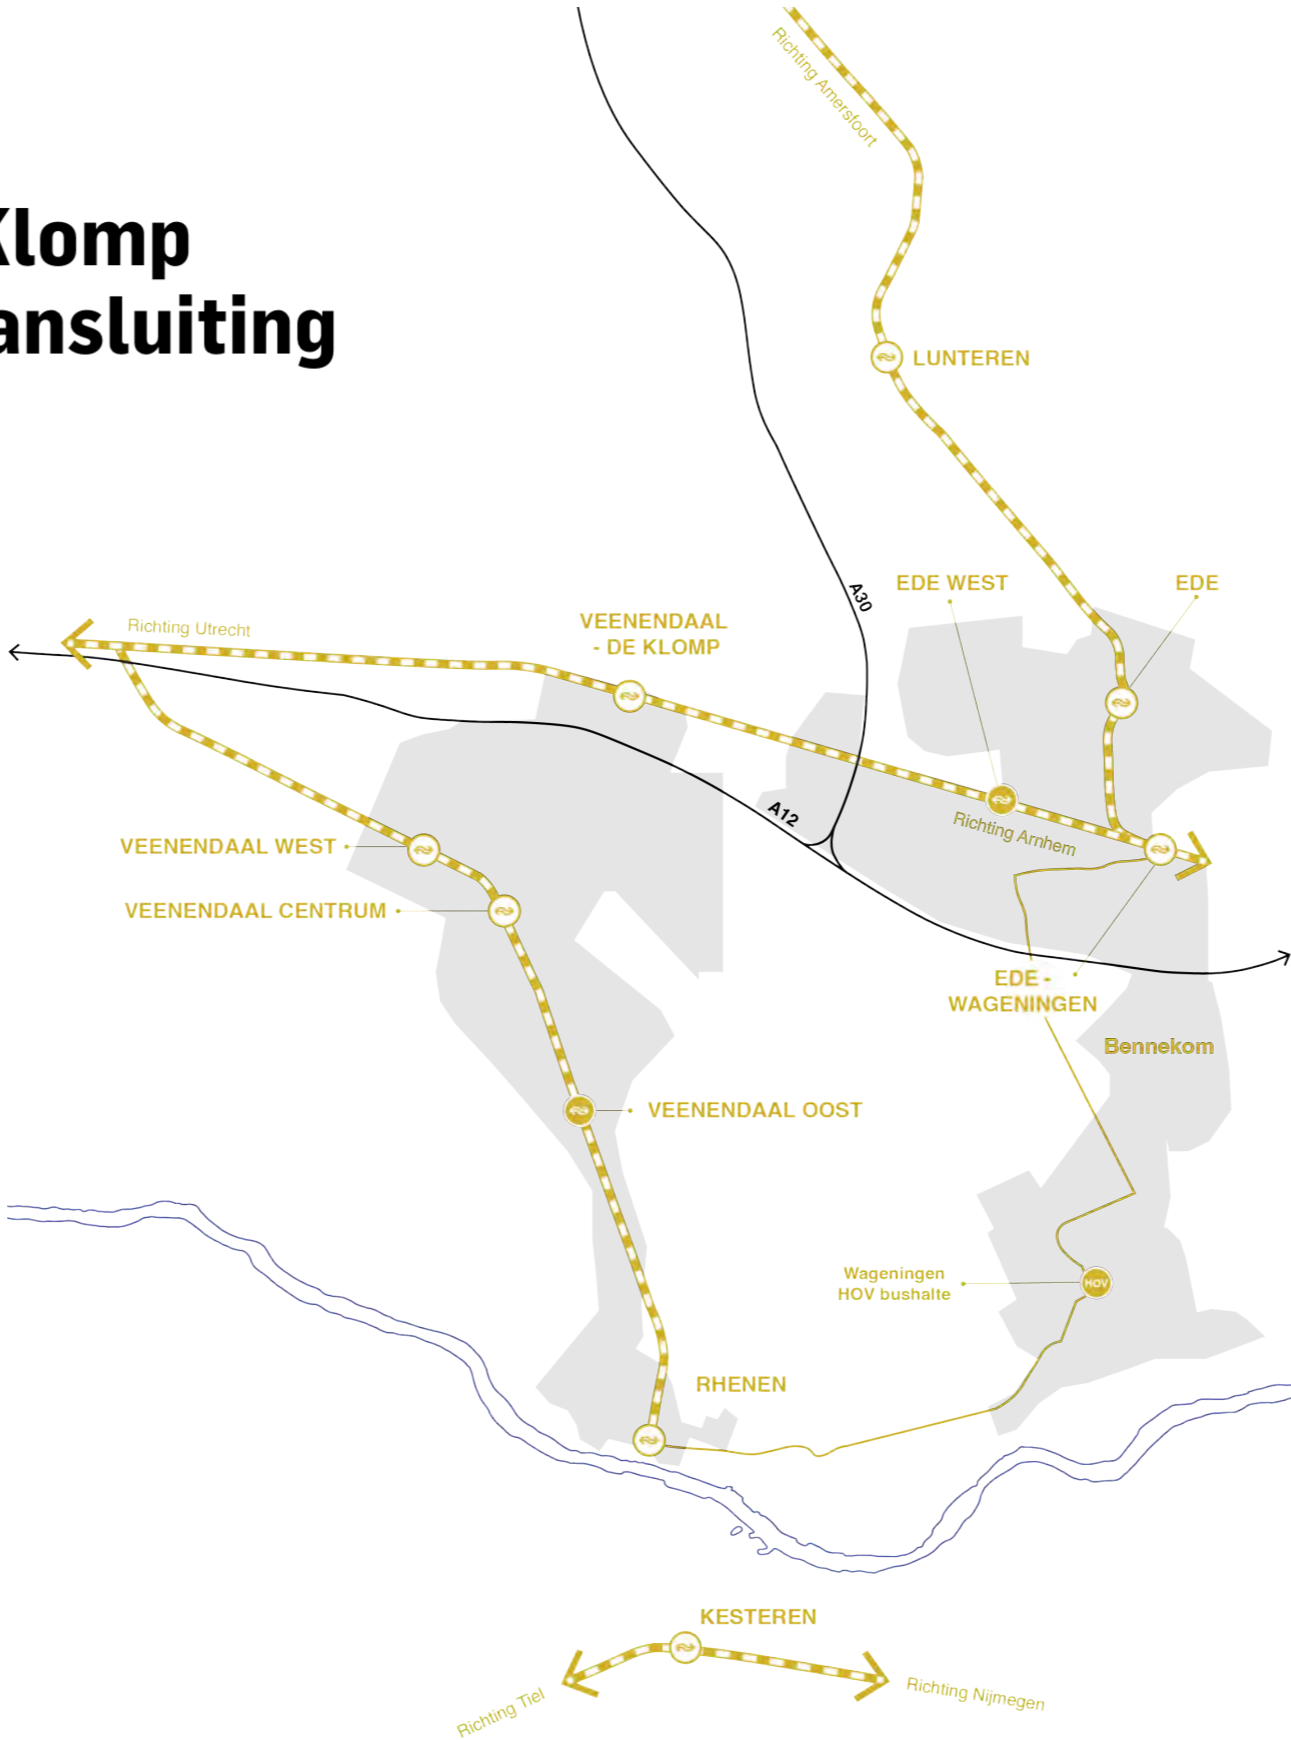 Klomp
ansluiting
Richting Amersfoort
LUNTEREN
A30
EDE WEST
EDE
VEENENDAAL
- DE KLOMP
Richting Utrecht
A12
Richting Arnhem
VEENENDAAL WEST
VEENENDAAL CENTRUM
EDE -
WAGENINGEN
Bennekom
VEENENDAAL OOST
Wageningen
HOV bushalte
HOV
RHENEN
KESTEREN
Richting Tiel
Richting Nijmegen